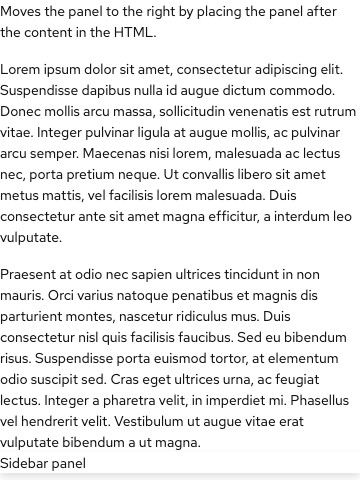 Moves the panel to the right by placing the panel after
the content in the HTML.
Lorem ipsum dolor sit amet, consectetur adipiscing elit.
Suspendisse dapibus nulla id augue dictum commodo.
Donec mollis arcu massa, sollicitudin venenatis est rutrum
vitae. Integer pulvinar ligula at augue mollis, ac pulvinar
arcu semper. Maecenas nisi lorem, malesuada ac lectus
nec, porta pretium neque. Ut convallis libero sit amet
metus mattis, vel facilisis lorem malesuada. Duis
consectetur ante sit amet magna efficitur, a interdum leo
vulputate.
Praesent at odio nec sapien ultrices tincidunt in non
mauris. Orci varius natoque penatibus et magnis dis
parturient montes, nascetur ridiculus mus. Duis
consectetur nisl quis facilisis faucibus. Sed eu bibendum
risus. Suspendisse porta euismod tortor, at elementum
odio suscipit sed. Cras eget ultrices urna, ac feugiat
lectus. Integer a pharetra velit, in imperdiet mi. Phasellus
vel hendrerit velit. Vestibulum ut augue vitae erat
vulputate bibendum a ut magna.
Sidebar panel